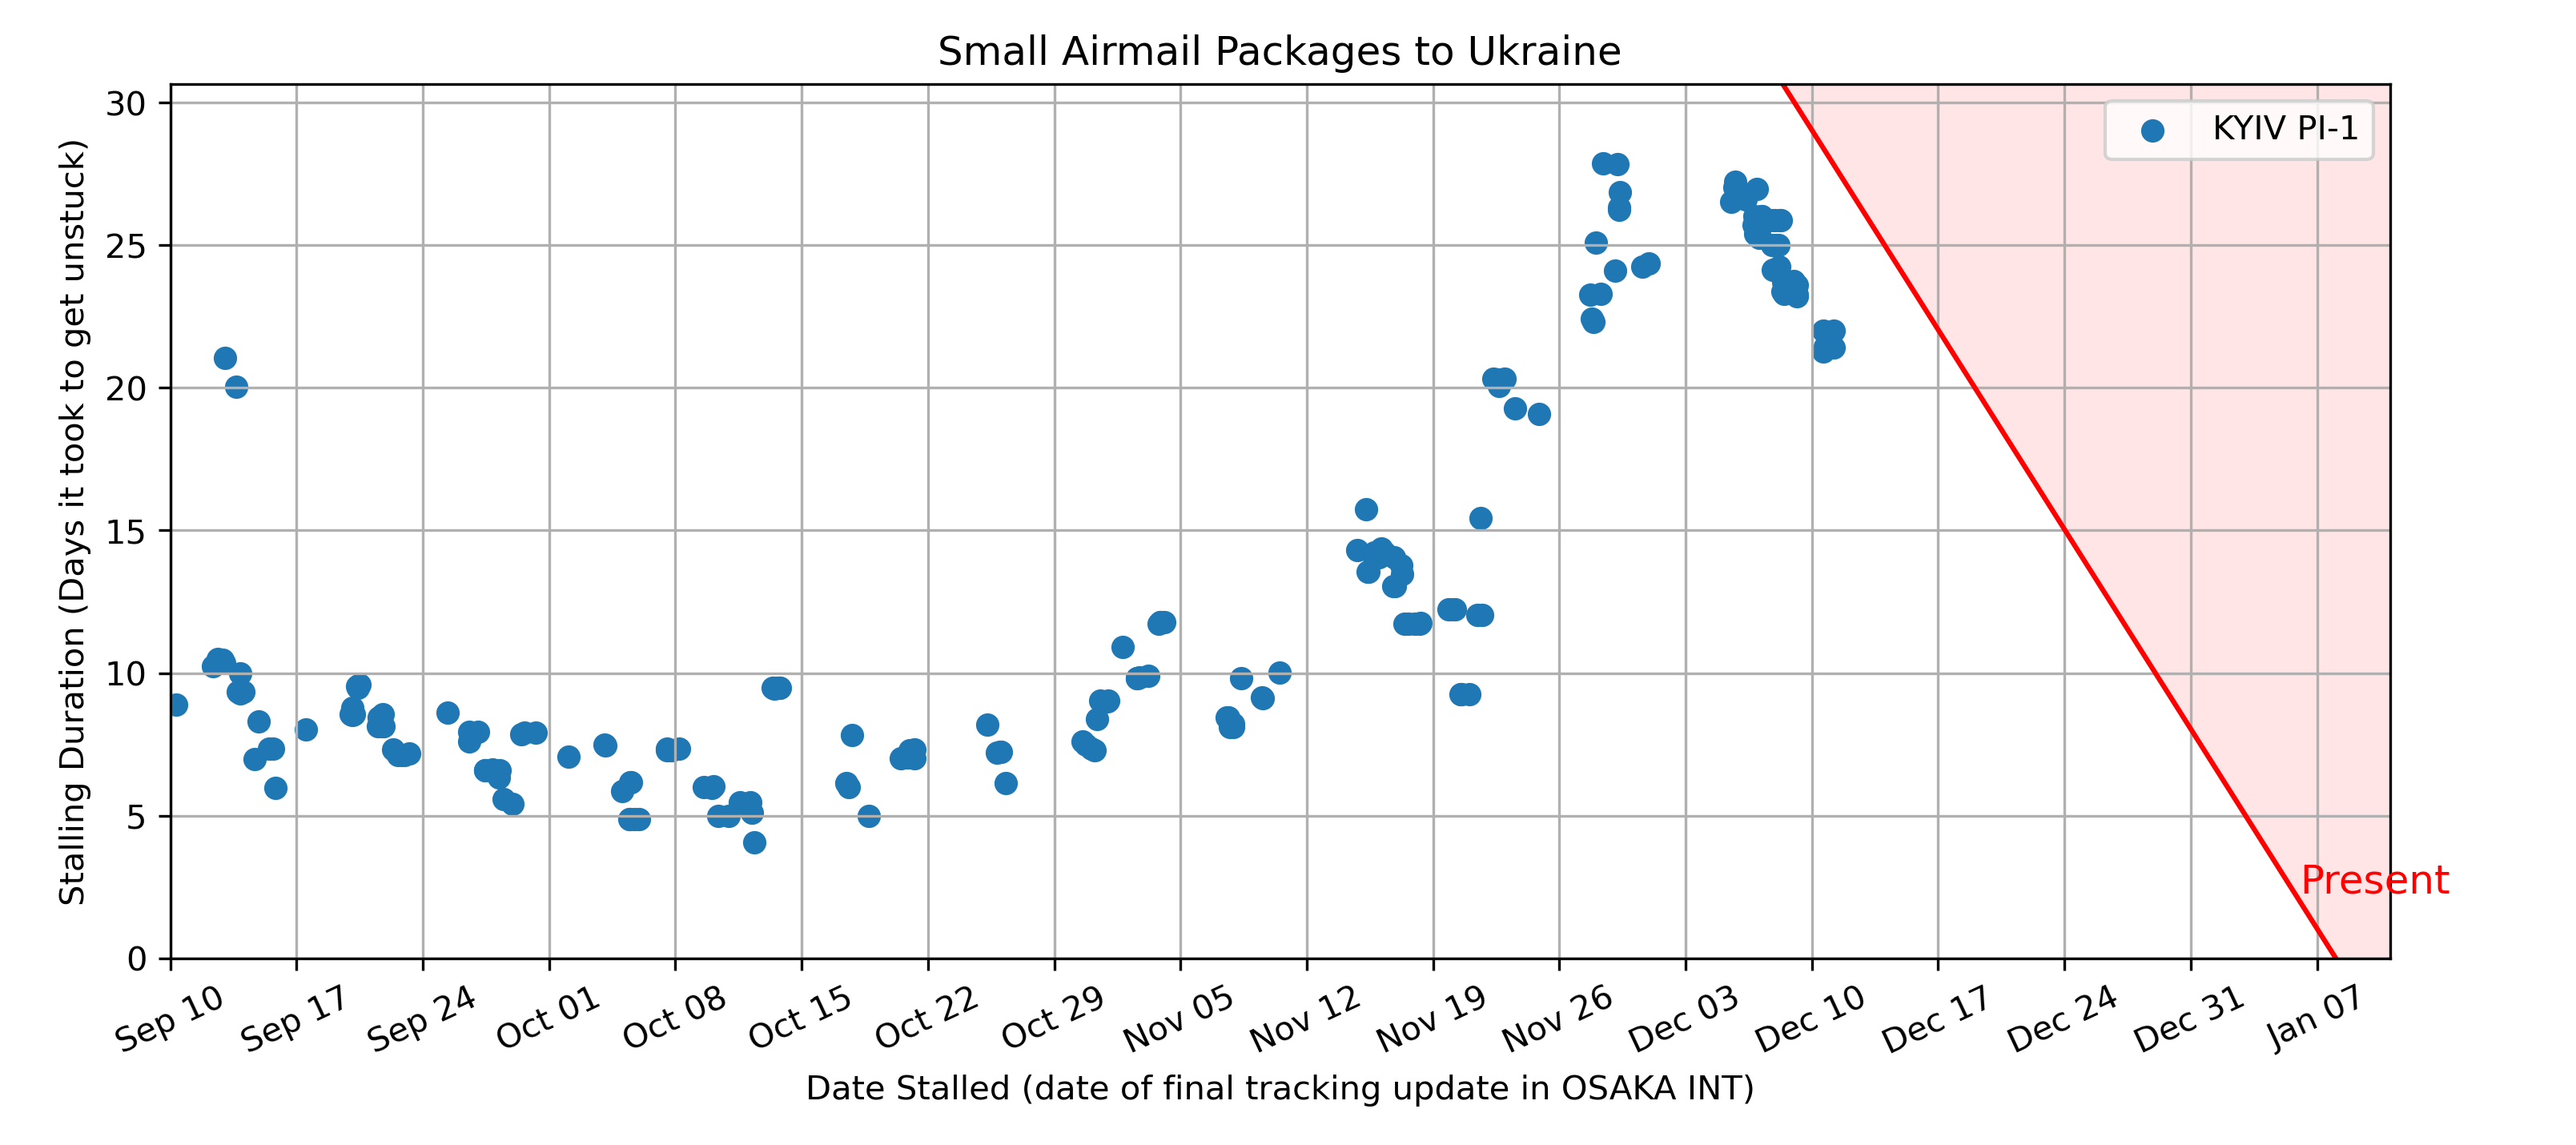 Small Airmail Packages to Ukraine
Stalling Duration (Days it took to get unstuck)
30
25
20
15
10
5
0
KYIV PI-1
Present
Sep 10
Sep 17
Sep 24
Oct 01
Oct 08
Oct 15
Oct 22
Oct 29
Nov 05
Nov 12
Nov 19
Nov 26
Dec 03
Dec 10
Dec 17
Dec 24
Dec 31
Jan 07
Date Stalled (date of final tracking update in OSAKA INT)